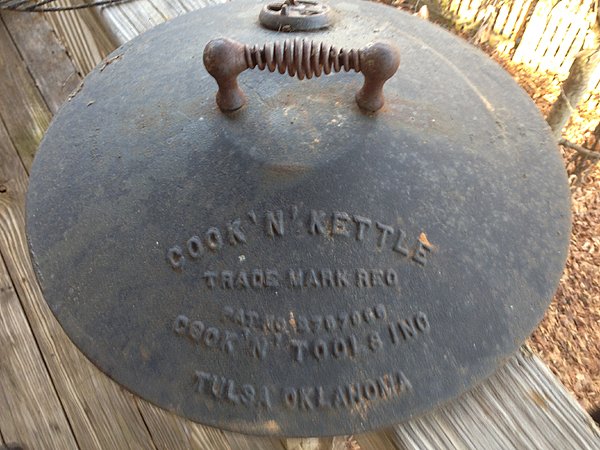 COOK'N'KETTLE
TRADE MARK REG
PAT. NO.
COOK'N' TOOLS INC
TULSA OKLAHOMA